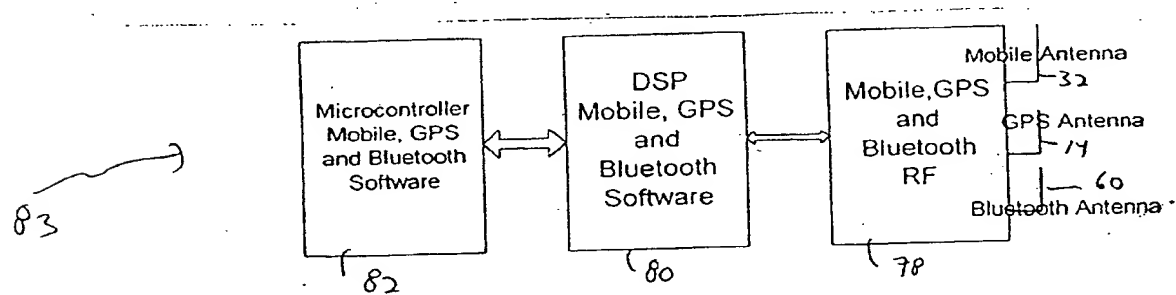 Microcontroller
Mobile, GPS
and Bluetooth
Software
82
DSP
Mobile, GPS
and
Bluetooth
Software
80
Mobile,GPS
and
Bluetooth
RF
78
Mobile Antenna
32
GPS Antenna
14
60
Bluetooth Antenna
83